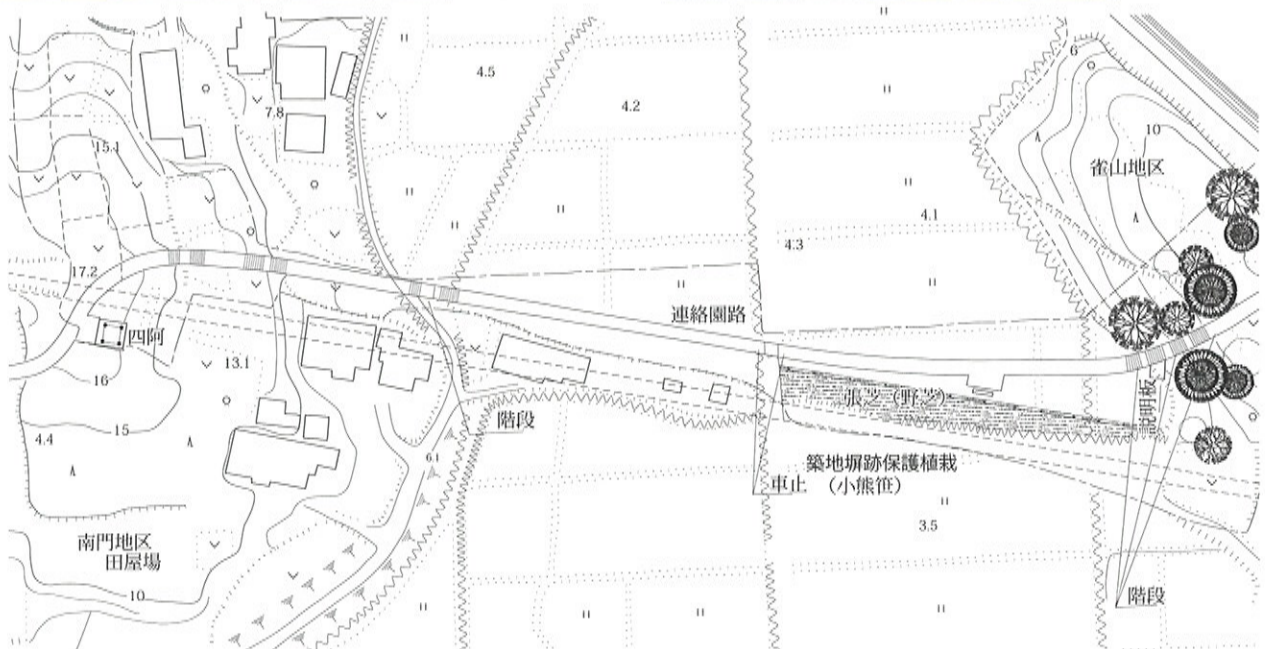 4.5
4.2
6
7.8
15.1
10
雀山地区
4.1
4.3
17.2
連絡園路
四阿
13.1
16
張芝(野芝)
説明板
15
4.4
階段
6.1
築地塀跡保護植栽
(小熊笹)
車止
3.5
南門地区
田屋場
10
階段